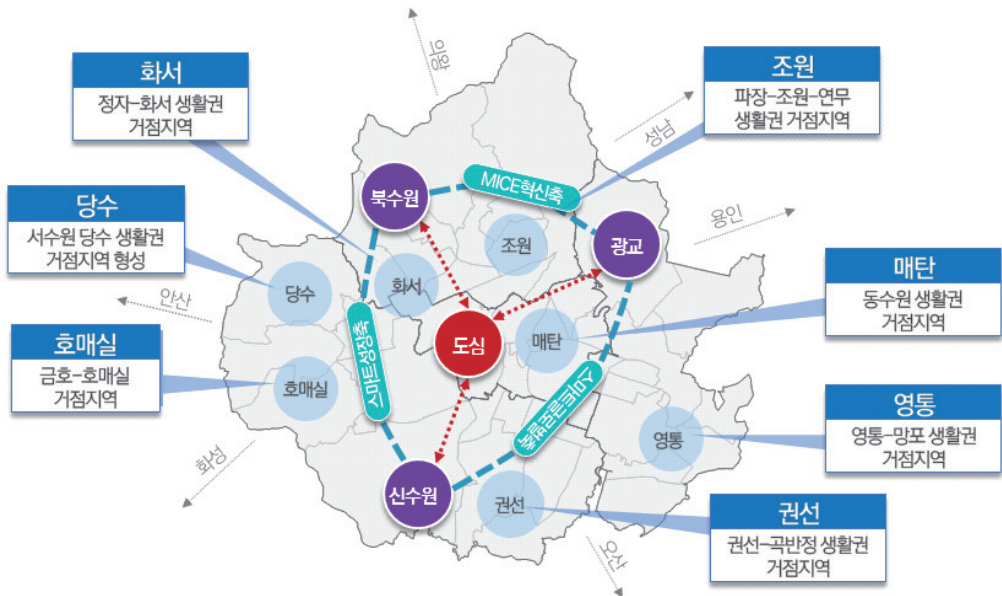 의왕
화서
정자-화서 생활권
거점지역
조원
파장-조원-연무
생활권 거점지역
성남
북수원
MICE혁신축
당수
서수원 당수 생활권
거점지역 형성
조원
광교
용인
화서
당수
안산
매탄
동수원 생활권
거점지역
도심
매탄
호매실
금호-호매실
거점지역
호매실
스마트성장축
스마트글로벌축
영통
영통-망포 생활권
거점지역
영통
화성
신수원
권선
권선
권선-곡반정 생활권
거점지역
오산